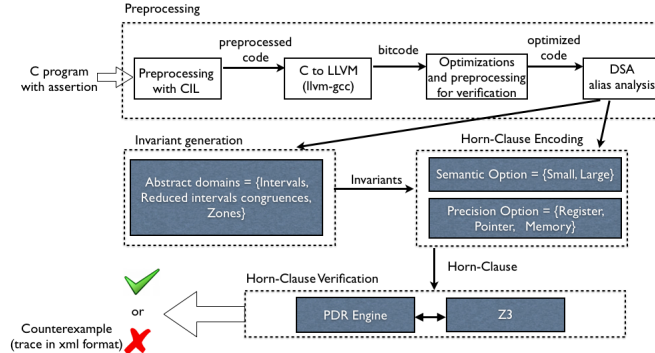 Preprocessing
C program
with assertion
Preprocessing
with CIL
preprocessed
code
C to LLVM
(llvm-gcc)
bitcode
Optimizations
and preprocessing
for verification
optimized
code
DSA
alias analysis
Invariant generation
Abstract domains = {Intervals,
Reduced intervals congruences,
Zones}
Invariants
Horn-Clause Encoding
Semantic Option = {Small, Large}
Precision Option = {Register,
Pointer, Memory}
Horn-Clause
Horn-Clause Verification
PDR Engine
Z3
or
Counterexample
(trace in xml format)